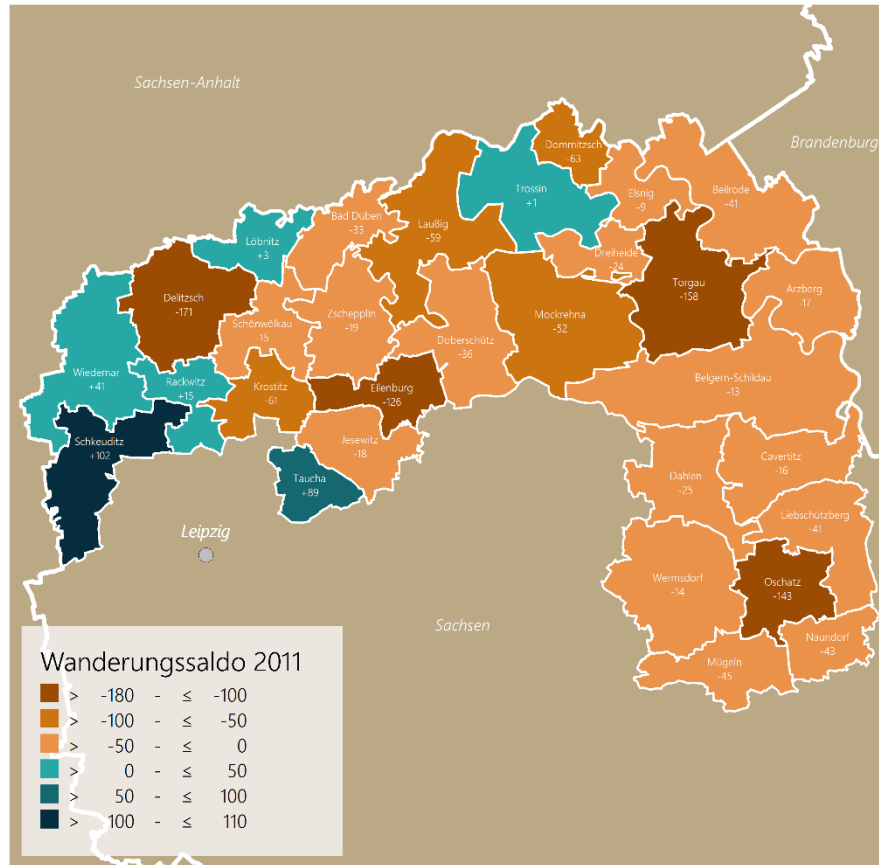 Sachsen-Anhalt
Brandenburg
Dommitzsch
-63
Trossin
+1
Elsnig
-9
Beilrode
-41
Bad Düben
-33
Laußig
-59
Löbnitz
+3
Dreiheide
-24
Torgau
-158
Arzberg
-17
Delitzsch
-171
Schönwölkau
-15
Zschepplin
-19
Mockrehna
-52
Doberschütz
-36
Wiedemar
+41
Rackwitz
+15
Krostitz
-61
Eilenburg
-126
Belgern-Schildau
-13
Schkeuditz
+102
Jesewitz
-18
Taucha
+89
Dahlen
-25
Cavertitz
-16
Liebschützberg
-41
Leipzig
Wermsdorf
-14
Oschatz
-143
Sachsen
Naundorf
-43
Mügeln
-45
Wanderungssaldo 2011
> -180 - ≤ -100
> -100 - ≤ -50
> -50 - ≤ 0
> 0 - ≤ 50
> 50 - ≤ 100
> 100 - ≤ 110